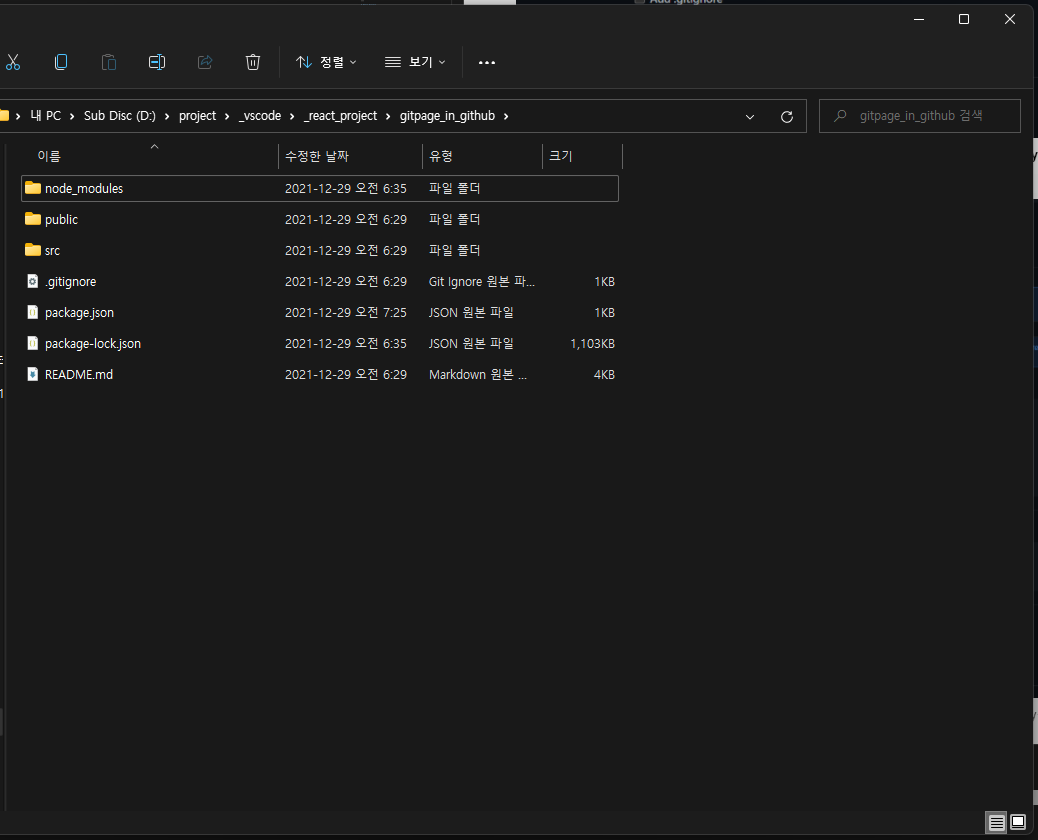 Add .gitignore
정렬 보기
내 PC > Sub Disc (D:) > project > _vscode > _react_project > gitpage_in_github >
gitpage_in_github 검색
이름 수정한 날짜 유형 크기
node_modules 2021-12-29 오전 6:35 파일 폴더
public 2021-12-29 오전 6:29 파일 폴더
src 2021-12-29 오전 6:29 파일 폴더
.gitignore 2021-12-29 오전 6:29 Git Ignore 원본 파... 1KB
package.json 2021-12-29 오전 7:25 JSON 원본 파일 1KB
package-lock.json 2021-12-29 오전 6:35 JSON 원본 파일 1,103KB
README.md 2021-12-29 오전 6:29 Markdown 원본 ... 4KB